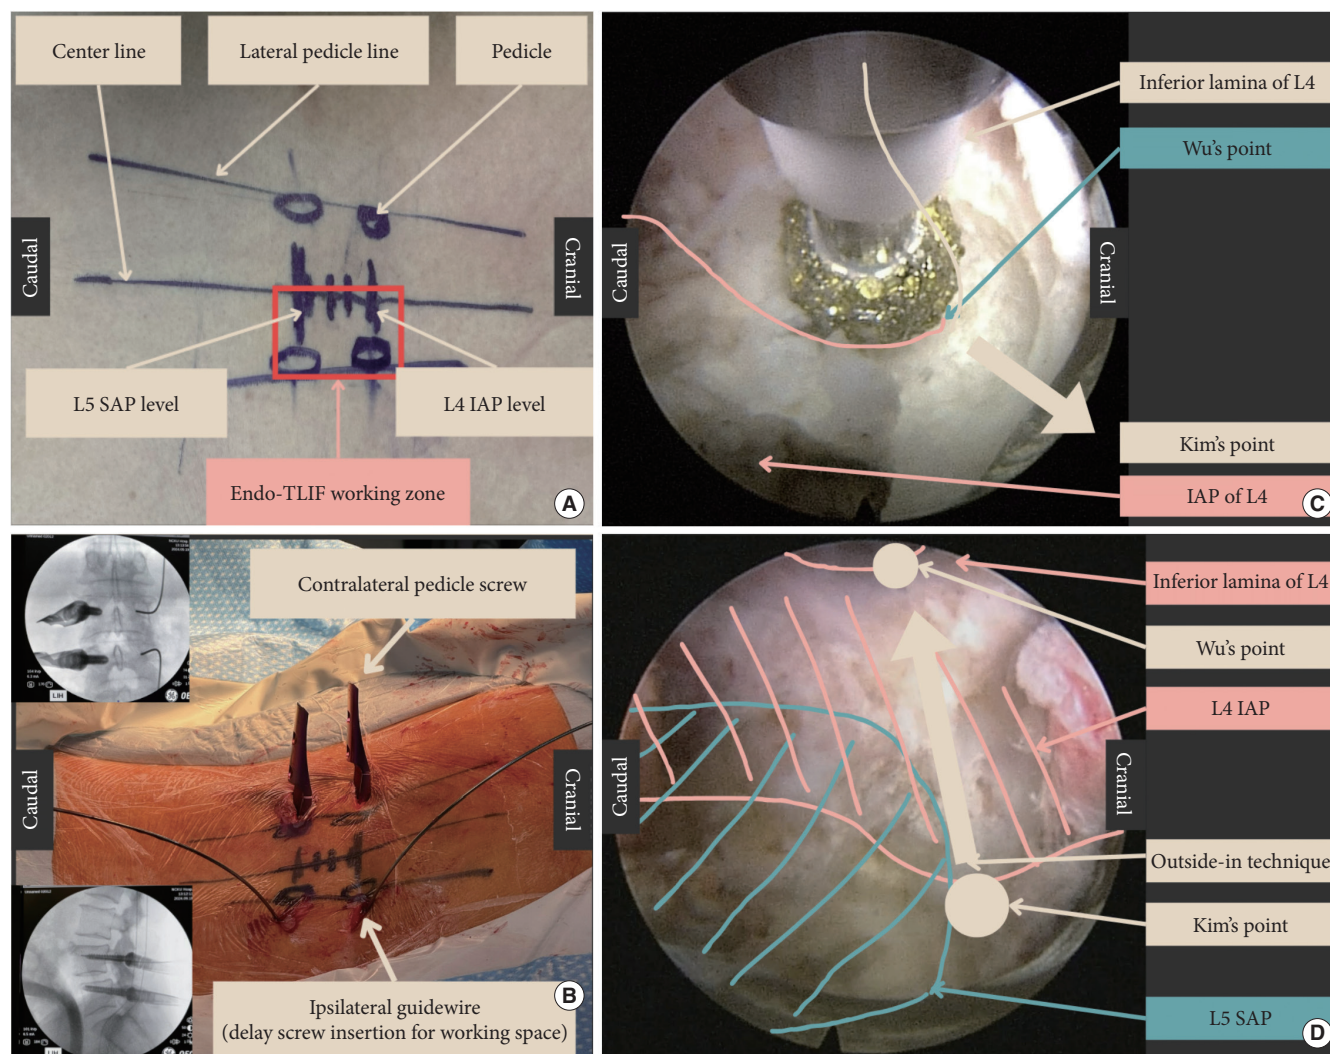 Center line
Lateral pedicle line
Pedicle
Caudal
Cranial
L5 SAP level
L4 IAP level
Endo-TLIF working zone
A
Inferior lamina of L4
Wu's point
Caudal
Cranial
Kim's point
IAP of L4
C
Contralateral pedicle screw
LIH
Caudal
Cranial
Ipsilateral guidewire
(delay screw insertion for working space)
LIH
B
Inferior lamina of L4
Wu's point
L4 IAP
Caudal
Cranial
Outside-in technique
Kim's point
L5 SAP
D